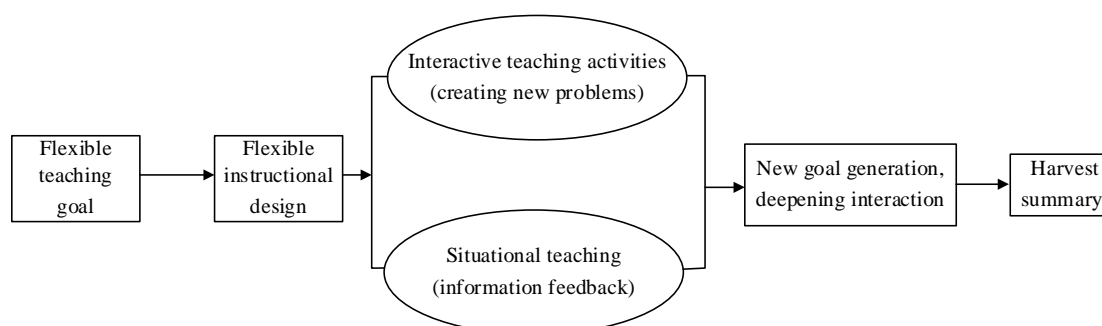 Flexible
teaching
goal
Flexible
instructional
design
Interactive teaching activities
(creating new problems)
Situational teaching
(information feedback)
New goal generation,
deepening interaction
Harvest
summary